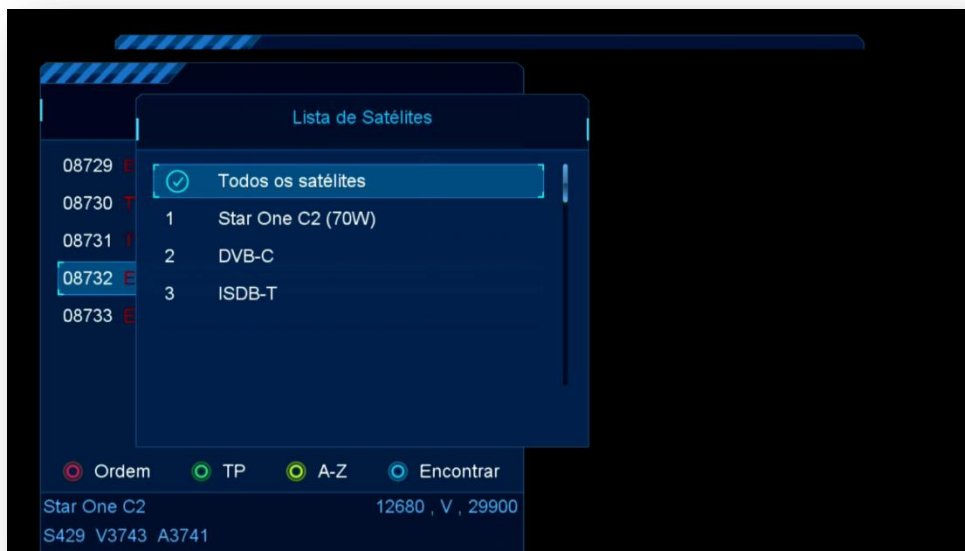 Lista de Satélites
08729 E
Todos os satélites
08730 T
1 Star One C2 (70W)
08731
2 DVB-C
08732 E
3 ISDB-T
08733 E
Ordem TP A-Z Encontrar
Star One C2 12680 , V , 29900
S429 V3743 A3741